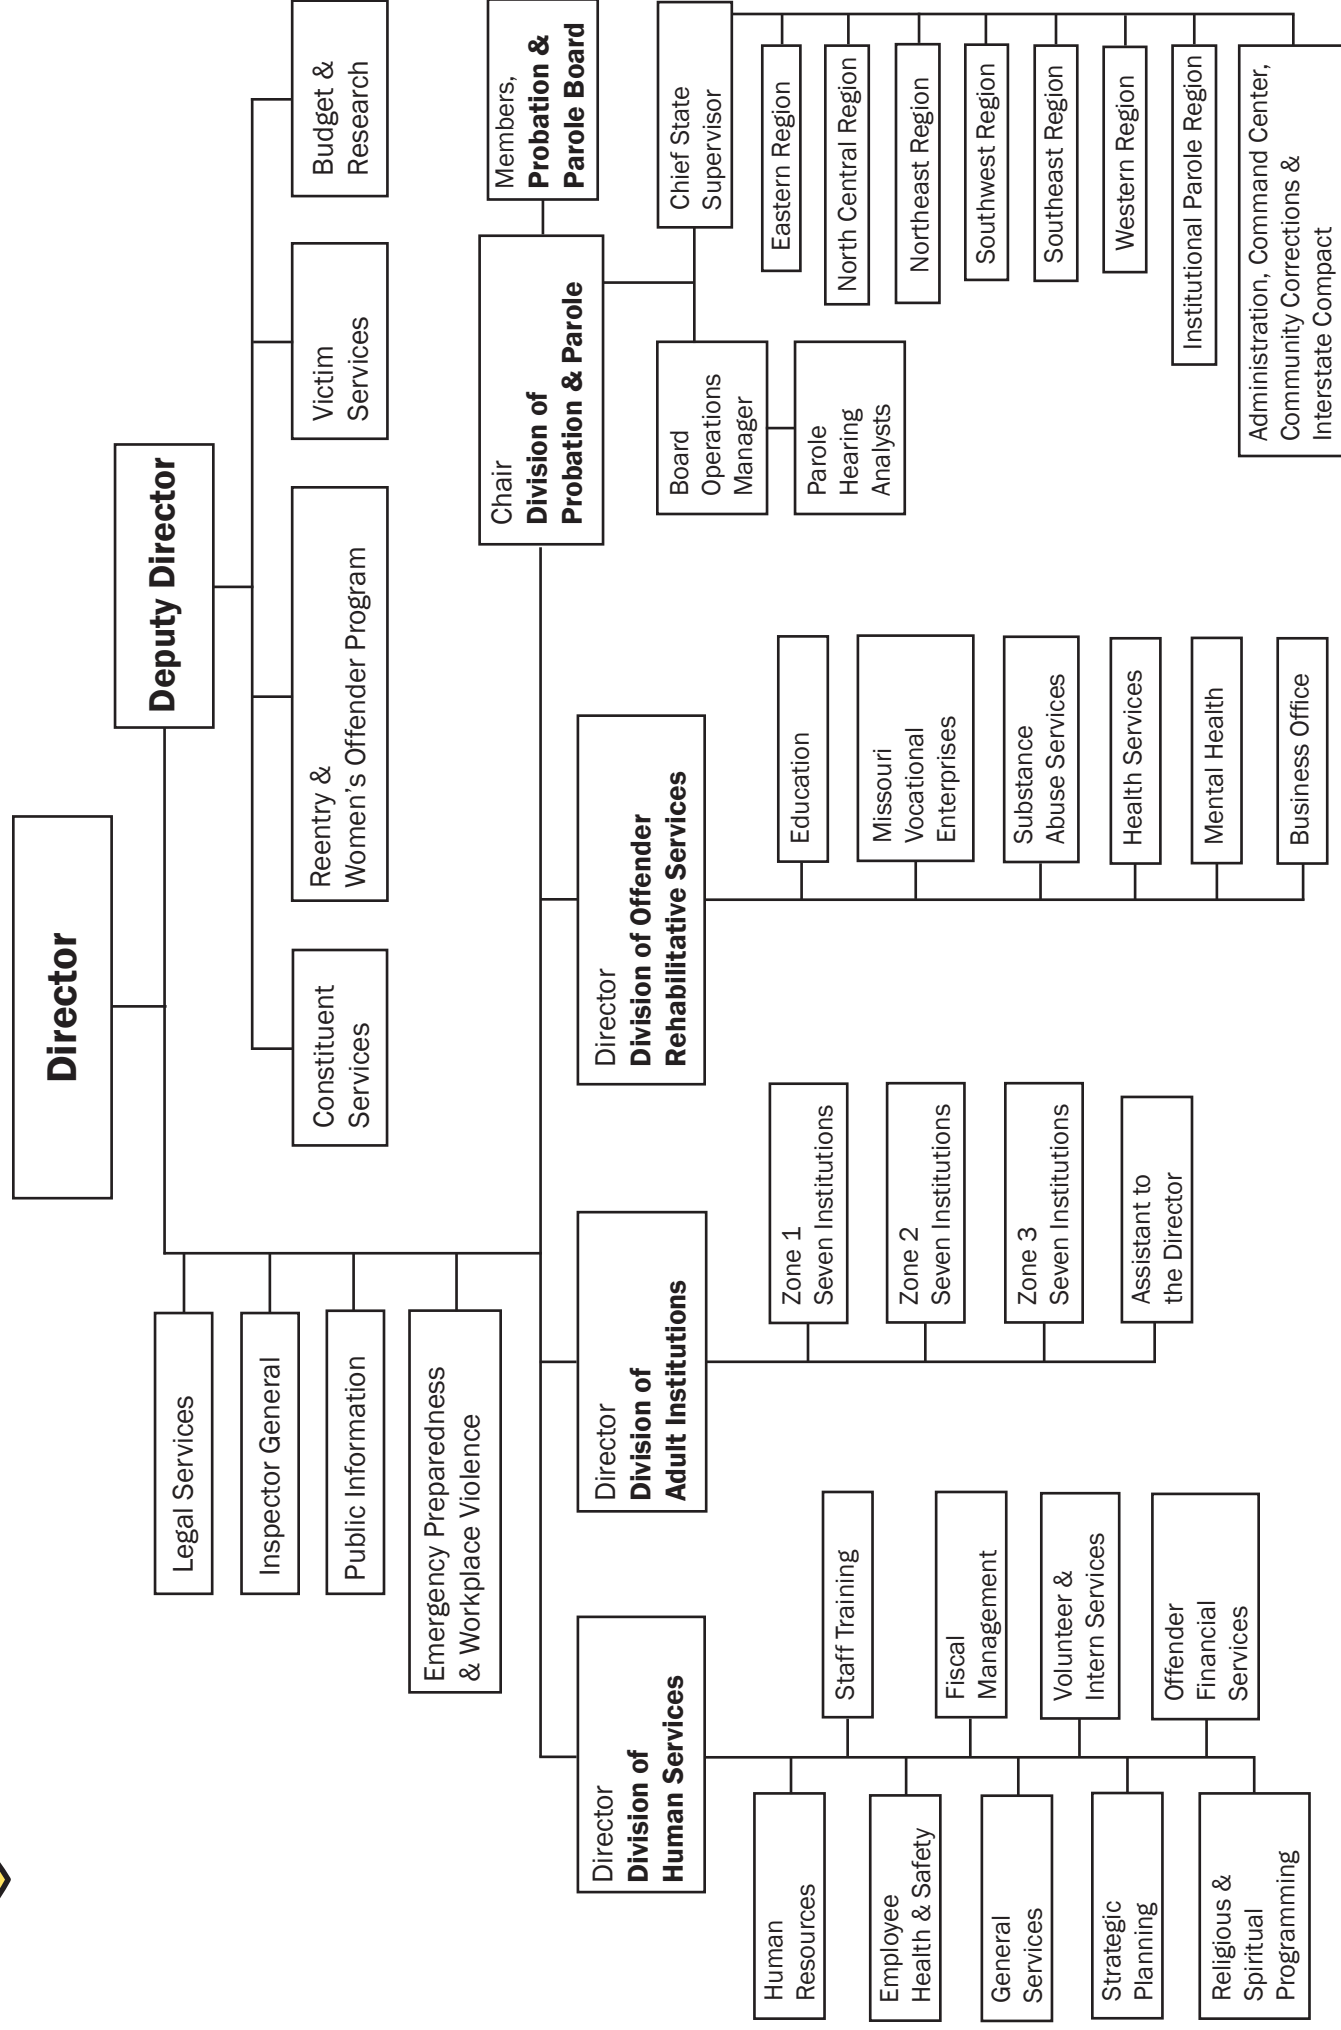 Director
Deputy Director
Constituent
Services
Reentry &
Women's Offender Program
Victim
Services
Budget &
Research
Legal Services
Inspector General
Public Information
Emergency Preparedness
& Workplace Violence
Director
Division of
Human Services
Human
Resources
Employee
Health & Safety
General
Services
Strategic
Planning
Religious &
Spiritual
Programming
Staff Training
Fiscal
Management
Volunteer &
Intern Services
Offender
Financial
Services
Director
Division of
Adult Institutions
Zone 1
Seven Institutions
Zone 2
Seven Institutions
Zone 3
Seven Institutions
Assistant to
the Director
Director
Division of Offender
Rehabilitative Services
Education
Missouri
Vocational
Enterprises
Substance
Abuse Services
Health Services
Mental Health
Business Office
Chair
Division of
Probation & Parole
Members,
Probation &
Parole Board
Board
Operations
Manager
Parole
Hearing
Analysts
Chief State
Supervisor
Eastern Region
North Central Region
Northeast Region
Southwest Region
Southeast Region
Western Region
Institutional Parole Region
Administration, Command Center,
Community Corrections &
Interstate Compact